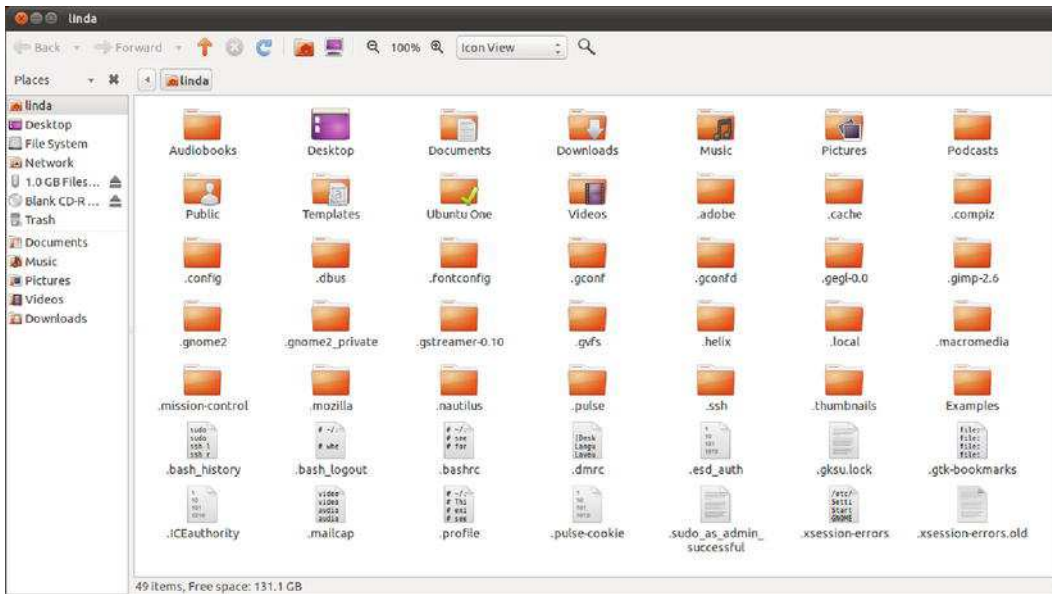 linda
Back Forward 100% Icon View
Places linda
linda
Desktop
File System
Network
1.0 GB Files...
Blank CD-R ...
Trash
Documents
Music
Pictures
Videos
Downloads
Audiobooks Desktop Documents Downloads Music Pictures Podcasts
Public Templates Ubuntu One Videos .adobe .cache .compiz
.config .dbus .fontconfig .gconf .gconfd .gegl-0.0 .gimp-2.6
.gnome2 .gnome2_private .gstreamer-0.10 .gvfs .helix .local .macromedia
.mission-control .mozilla .nautilus .pulse .ssh .thumbnails Examples
.bash_history .bash_logout .bashrc .dmrc .esd_auth .gksu.lock .gtk-bookmarks
.ICEauthority .mailcap .profile .pulse-cookie .sudo_as_admin_ .xsession-errors .xsession-errors.old
successful
49 items, Free space: 131.1 GB